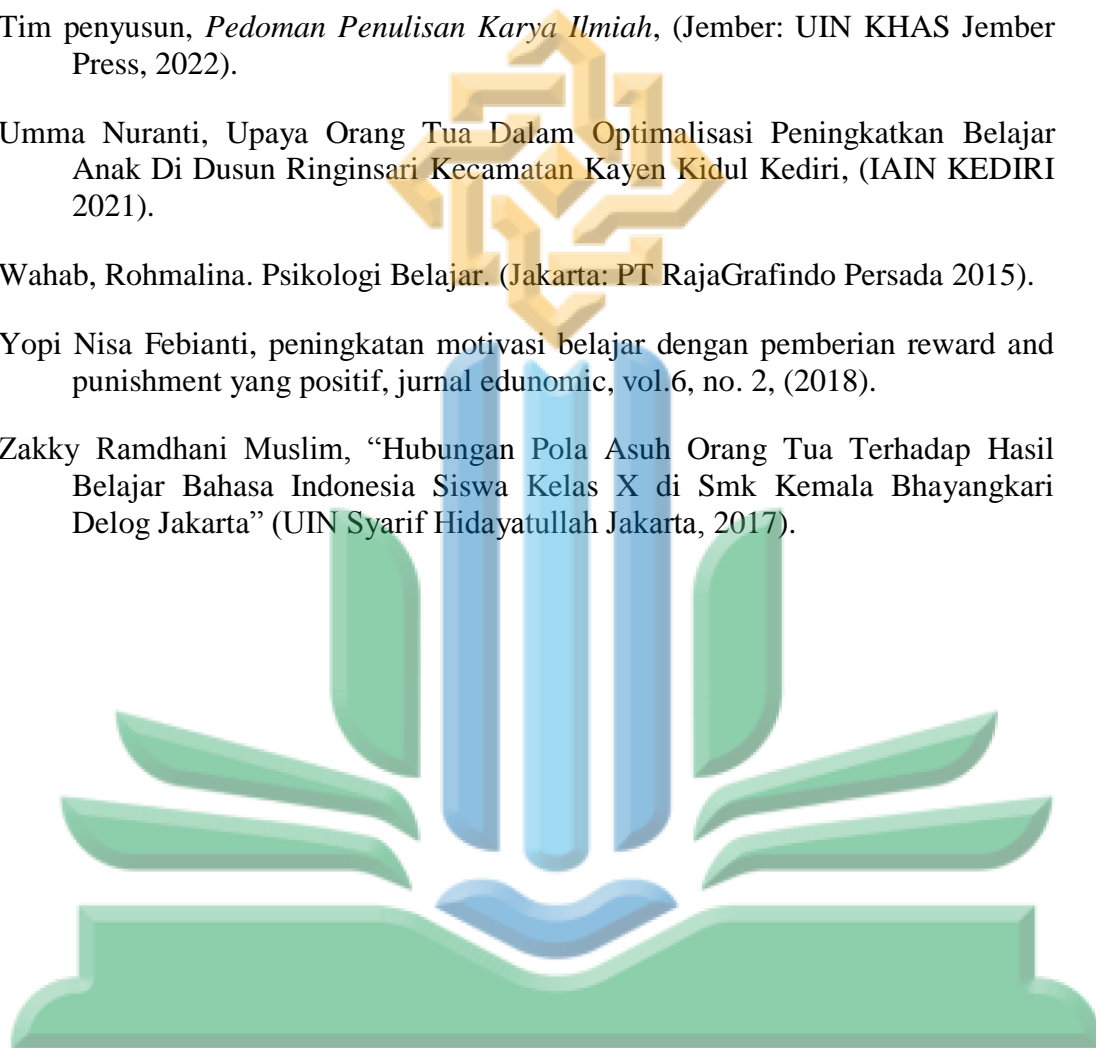 Tim penyusun, Pedoman Penulisan Karya Ilmiah, (Jember: UIN KHAS Jember
Press, 2022).
Umma Nuranti, Upaya Orang Tua Dalam Optimalisasi Peningkatkan Belajar
Anak Di Dusun Ringinsari Kecamatan Kayen Kidul Kediri, (IAIN KEDIRI
2021).
Wahab, Rohmalina. Psikologi Belajar. (Jakarta: PT RajaGrafindo Persada 2015).
Yopi Nisa Febianti, peningkatan motivasi belajar dengan pemberian reward and
punishment yang positif, jurnal edunomic, vol.6, no. 2, (2018).
Zakky Ramdhani Muslim, “Hubungan Pola Asuh Orang Tua Terhadap Hasil
Belajar Bahasa Indonesia Siswa Kelas X di Smk Kemala Bhayangkari
Delog Jakarta” (UIN Syarif Hidayatullah Jakarta, 2017).